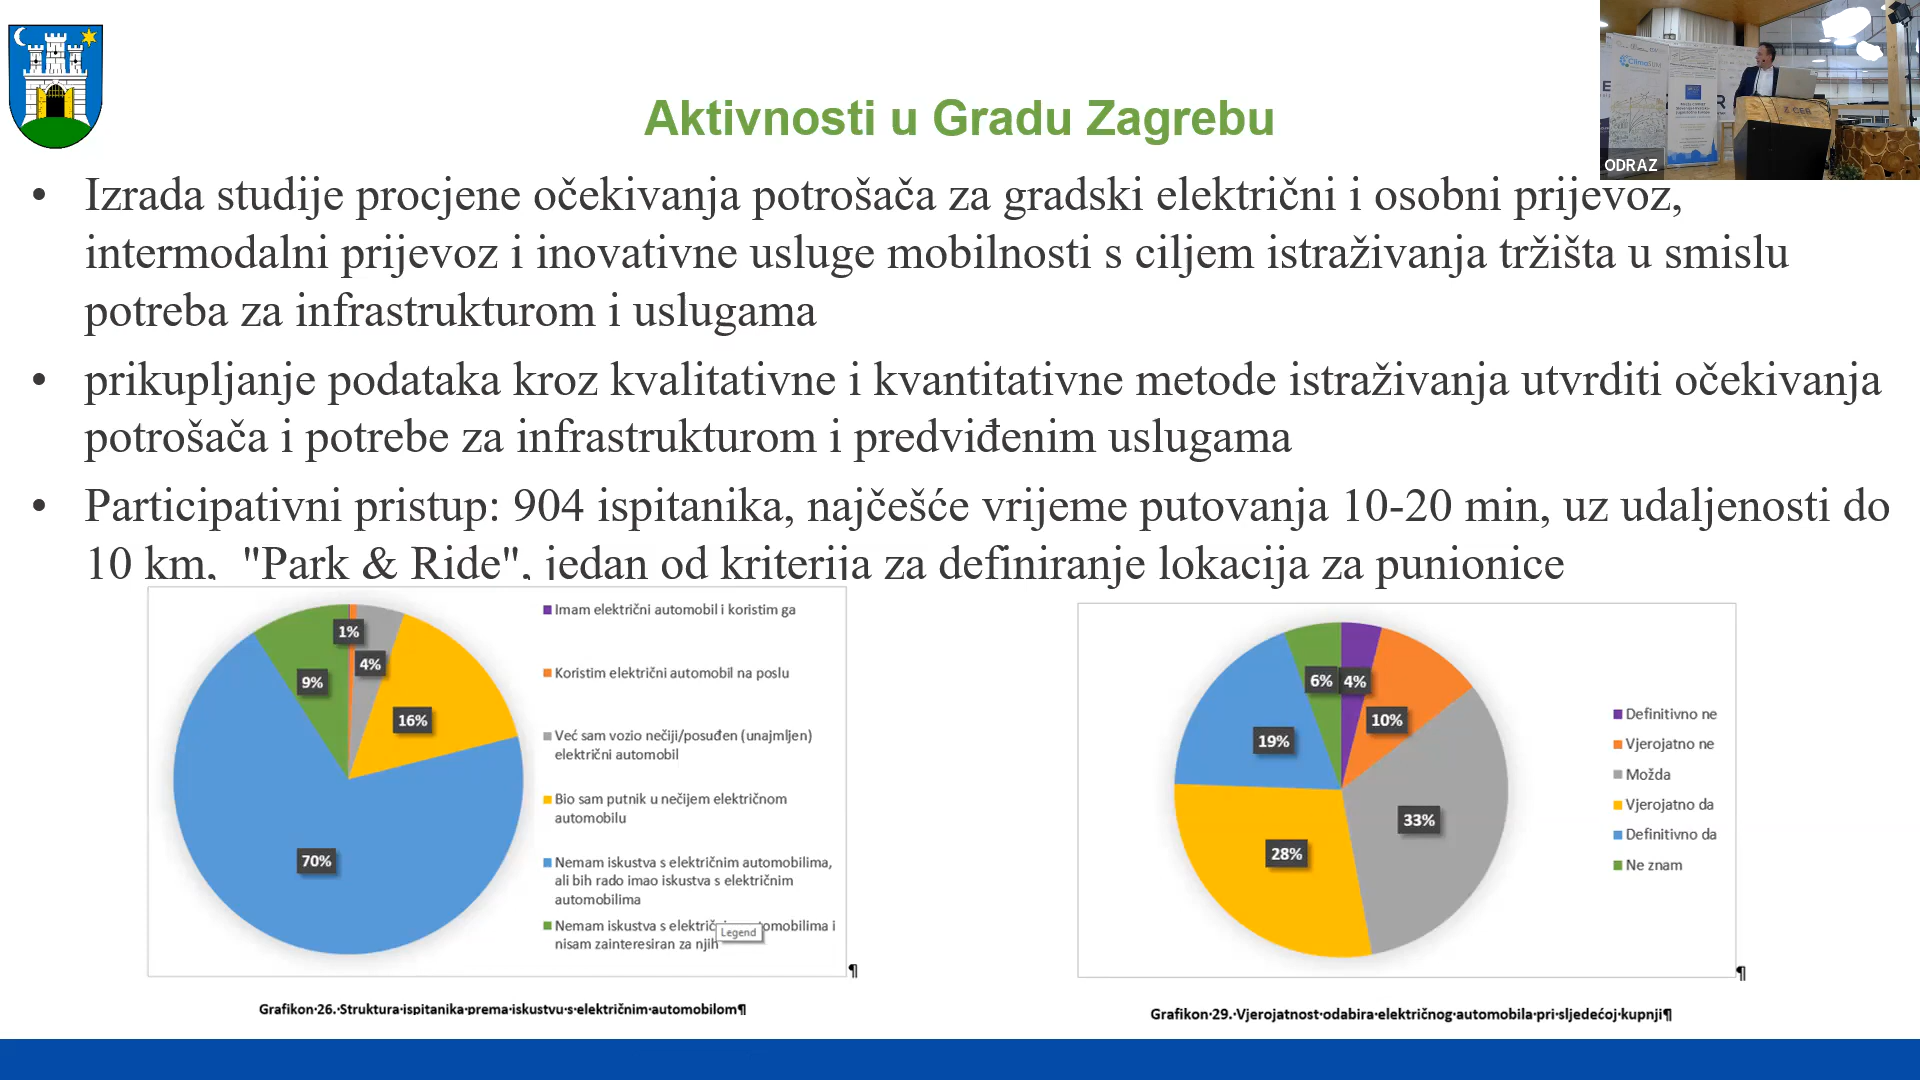 Aktivnosti u Gradu Zagrebu
ODRAZ
• Izrada studije procjene očekivanja potrošača za gradski električni i osobni prijevoz,
intermodalni prijevoz i inovativne usluge mobilnosti s ciljem istraživanja tržišta u smislu
potreba za infrastrukturom i uslugama
• prikupljanje podataka kroz kvalitativne i kvantitativne metode istraživanja utvrditi očekivanja
potrošača i potrebe za infrastrukturom i predviđenim uslugama
• Participativni pristup: 904 ispitanika, najčešće vrijeme putovanja 10-20 min, uz udaljenosti do
10 km, "Park & Ride", jedan od kriterija za definiranje lokacija za punionice
1%
4%
9%
16%
70%
Imam električni automobil i koristim ga
Koristim električni automobil na poslu
Već sam vozio nečiji/posuđen (unajmljen)
električni automobil
Bio sam putnik u nečijem električnom
automobilu
Nemam iskustva s električnim automobilima,
ali bih rado imao iskustva s električnim
automobilima
Nemam iskustva s elektri omobilima i
nisam zainteresiran za njih
Legend
¶
Grafikon·26.·Struktura·ispitanika·prema·iskustvu·s·električnim·automobilom¶
6%
4%
10%
19%
33%
28%
Definitivno ne
Vjerojatno ne
Možda
Vjerojatno da
Definitivno da
Ne znam
¶
Grafikon·29.·Vjerojatnost·odabira·električnog·automobila·pri·sljedećoj·kupnji¶